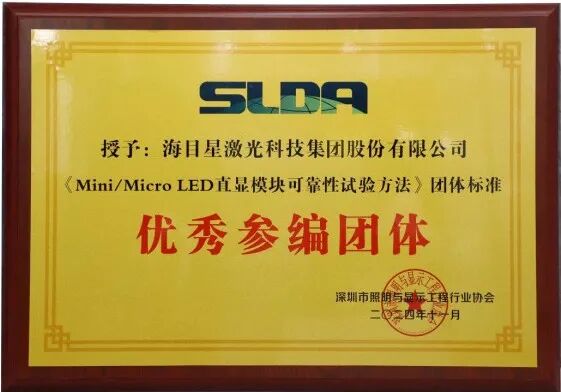 SLDA
授予：海目星激光科技集团股份有限公司
《Mini/Micro LED直显模块可靠性试验方法》团体标准
优秀参编团体
深圳市照明与显示工程行业协会
二〇二四年十一月